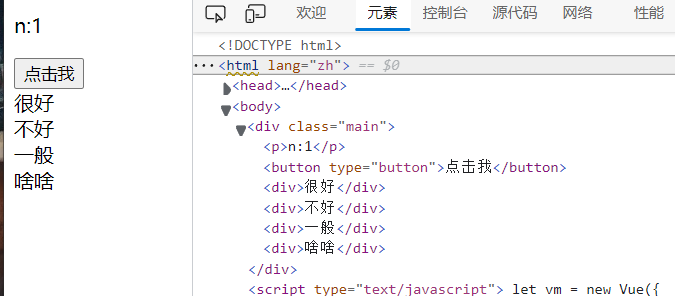 n:1
点击我
很好
不好
一般
啥啥
欢迎 元素 控制台 源代码 网络 性能
<!DOCTYPE html>
···<html lang="zh"> == $0
<head>…</head>
<body>
<div class="main">
<p>n:1</p>
<button type="button">点击我</button>
<div>很好</div>
<div>不好</div>
<div>一般</div>
<div>啥啥</div>
</div>
<script type="text/javascript"> let vm = new Vue({